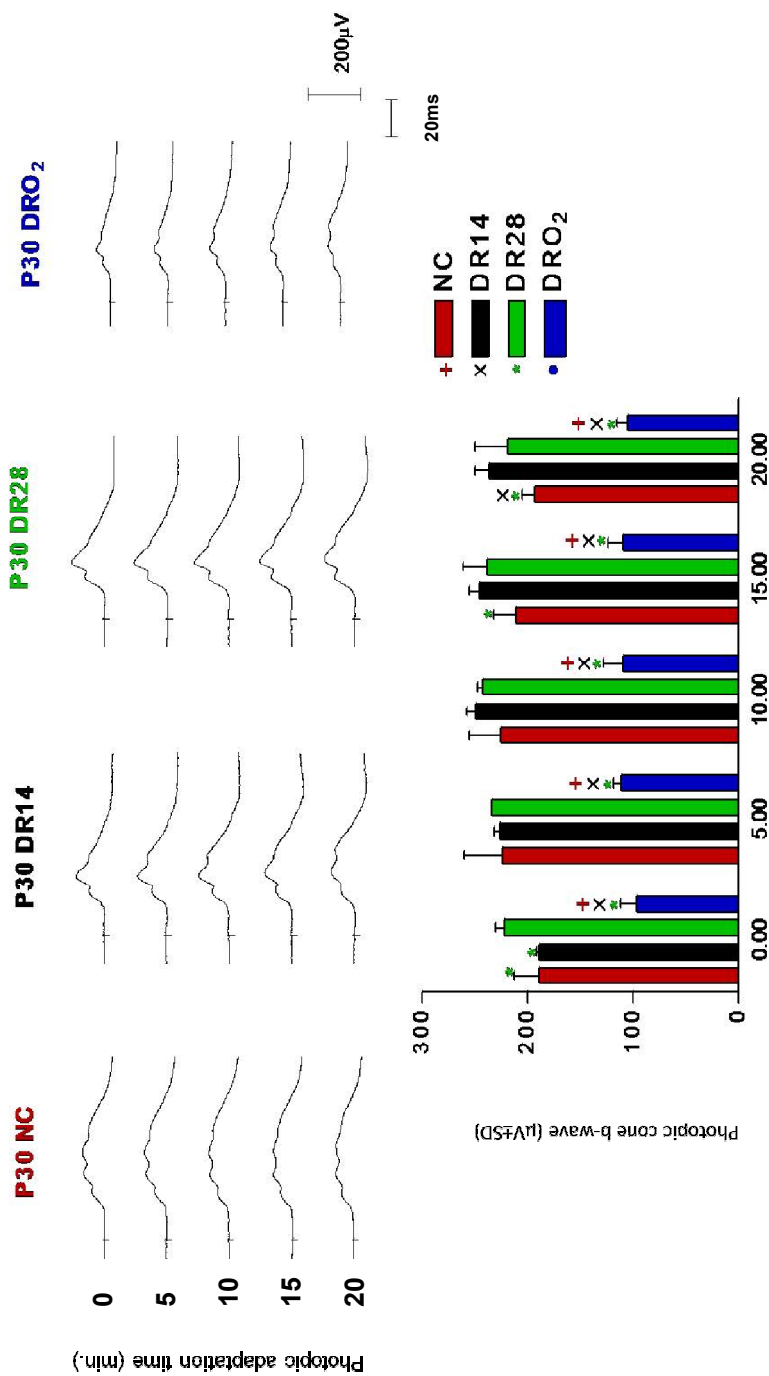 P30 NC
P30 DR14
P30 DR28
P30 DRO₂
Photopic adaptation time (min.)
0
5
10
15
20
200µV
20ms
Photopic cone b-wave (µV±SD)
300
200
100
0
0.00
5.00
10.00
15.00
20.00
+ NC
× DR14
* DR28
• DRO₂